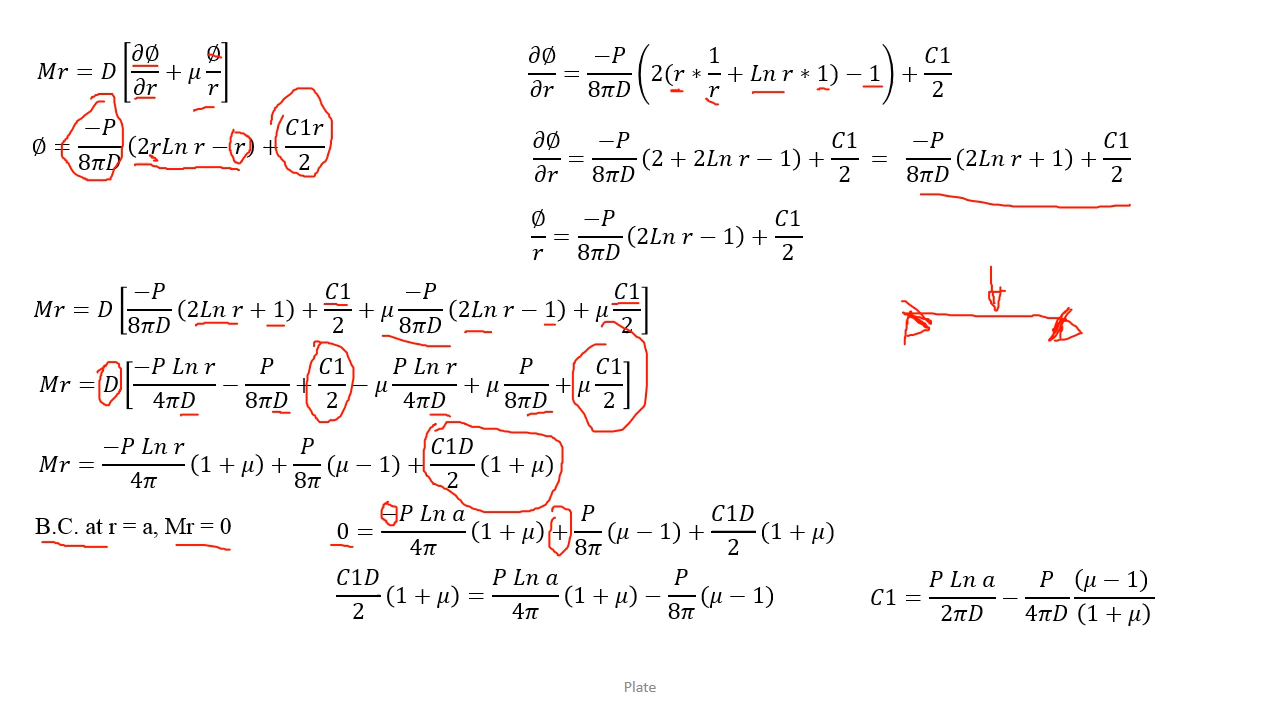 Mr = D [∂∅/∂r + μ ∅/r]
∅ = −P/8πD (2rLn r − r) + C1r/2
∂∅/∂r = −P/8πD (2(r ∗ 1/r + Ln r ∗ 1) − 1) + C1/2
∂∅/∂r = −P/8πD (2 + 2Ln r − 1) + C1/2 = −P/8πD (2Ln r + 1) + C1/2
∅/r = −P/8πD (2Ln r − 1) + C1/2
Mr = D [−P/8πD (2Ln r + 1) + C1/2 + μ −P/8πD (2Ln r − 1) + μ C1/2]
Mr = D [−P Ln r/4πD − P/8πD + C1/2 − μ P Ln r/4πD + μ P/8πD + μ C1/2]
Mr = −P Ln r/4π (1 + μ) + P/8π (μ − 1) + C1D/2 (1 + μ)
B.C. at r = a, Mr = 0
0 = −P Ln a/4π (1 + μ) + P/8π (μ − 1) + C1D/2 (1 + μ)
C1D/2 (1 + μ) = P Ln a/4π (1 + μ) − P/8π (μ − 1)
C1 = P Ln a/2πD − P/4πD (μ − 1)/(1 + μ)
Plate